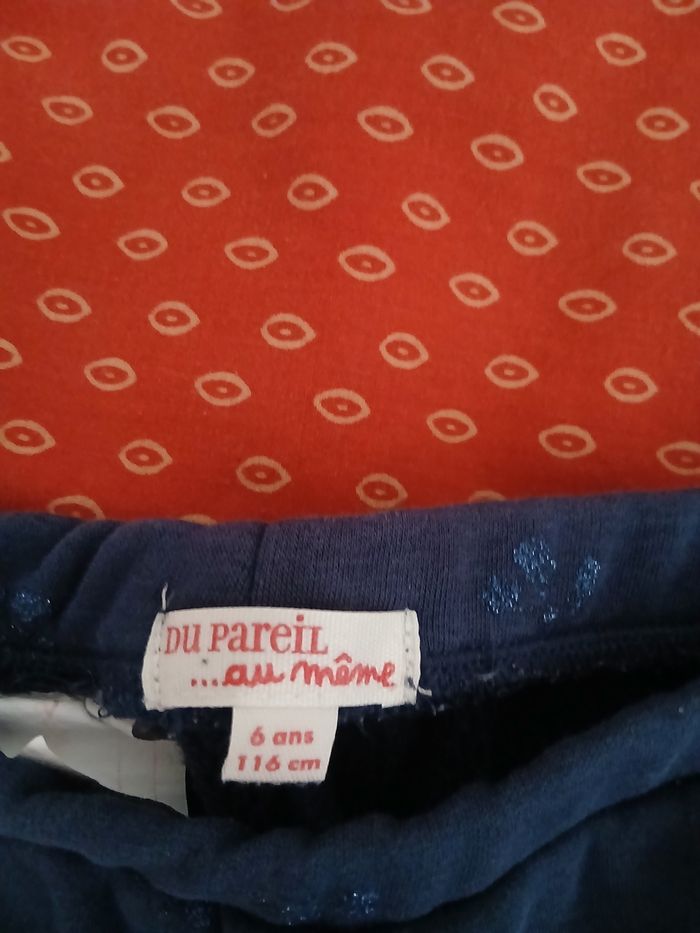 DU PAREIL
...au même
6 ans
116 cm